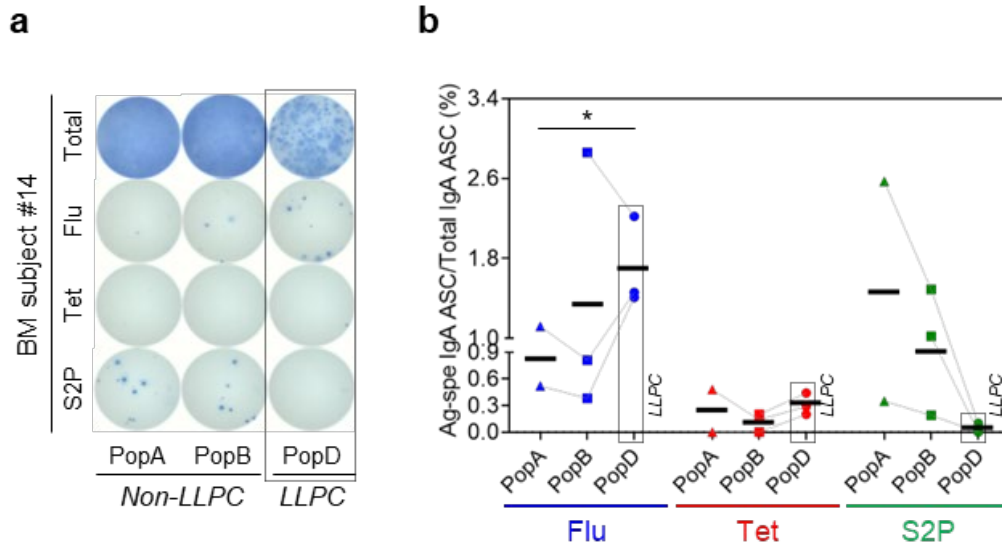 a
BM subject #14
Total
Flu
Tet
S2P
PopA PopB PopD
Non-LLPC LLPC
b
Ag-spe IgA ASC/Total IgA ASC (%)
3.4
2.6
1.8
1.0
0.9
0.6
0.3
0.0
*
LLPC LLPC LLPC
PopA PopB PopD PopA PopB PopD PopA PopB PopD
Flu Tet S2P